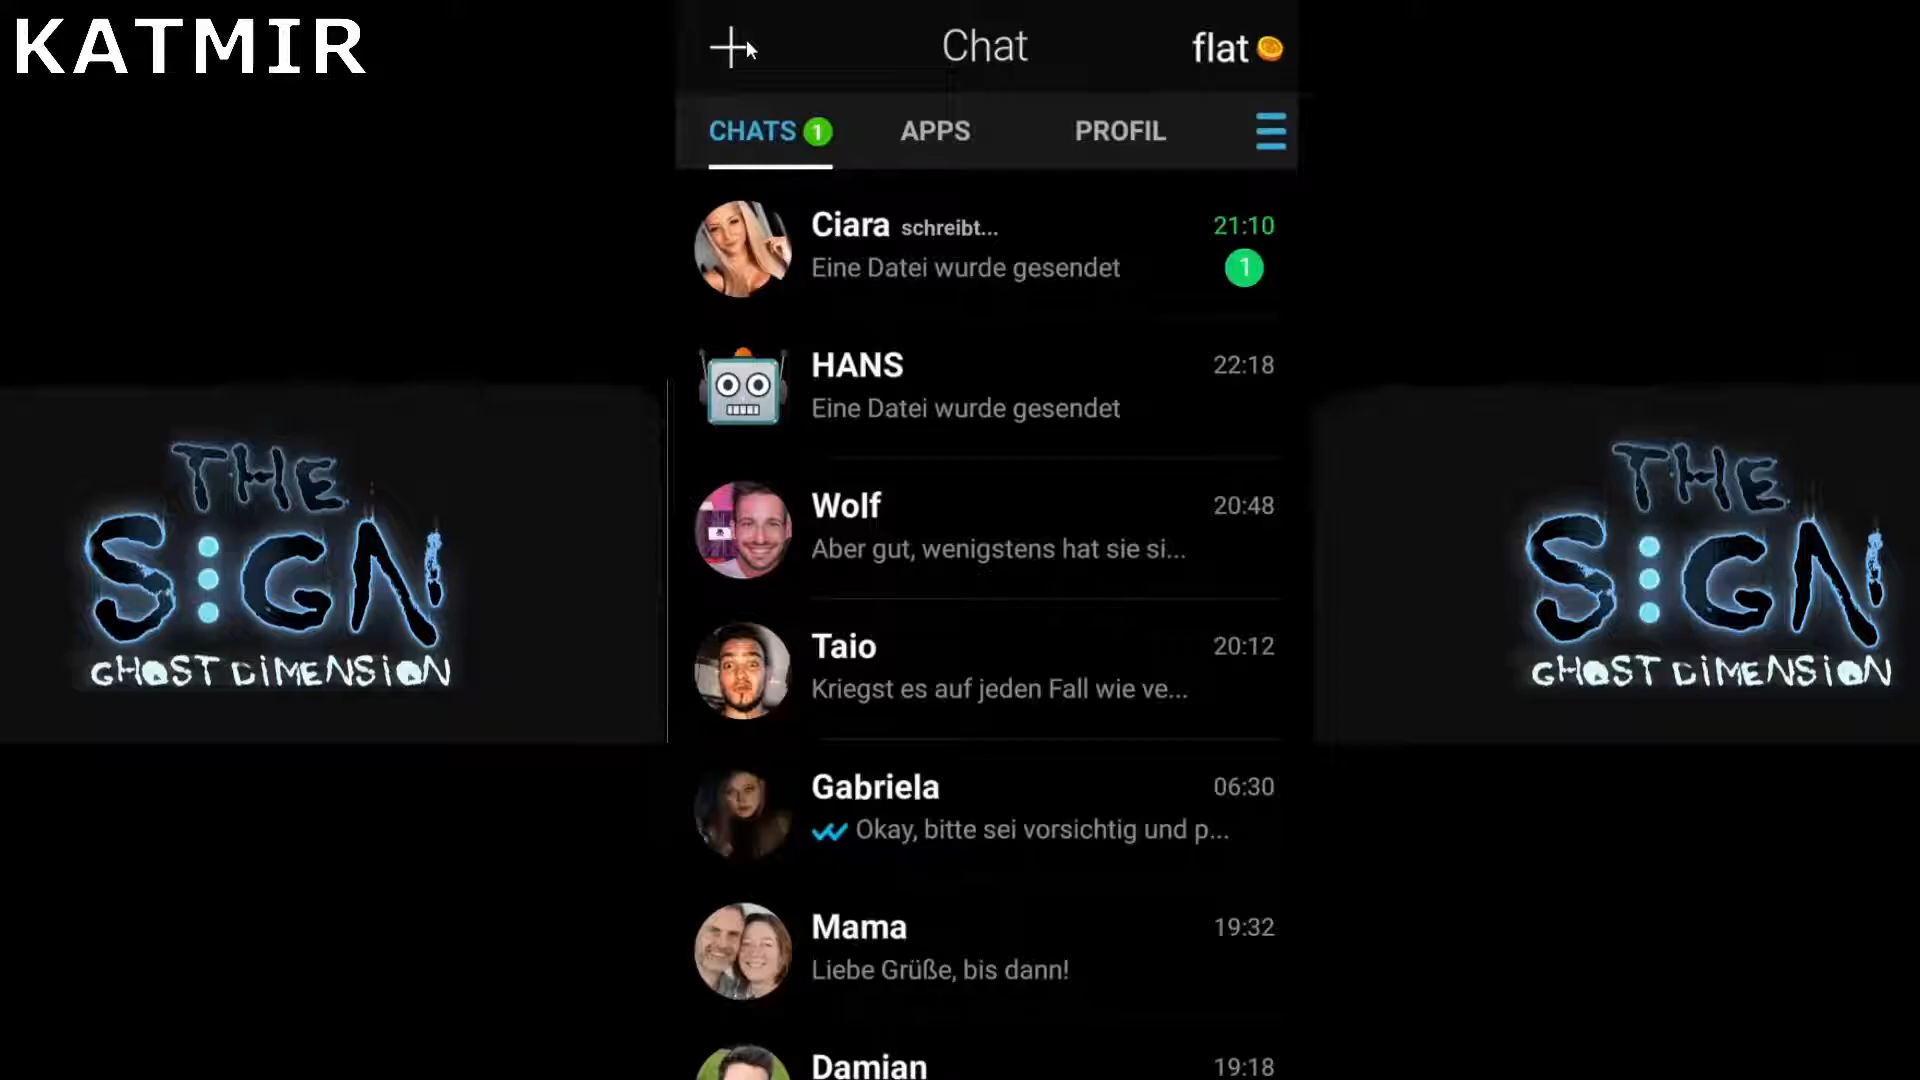 KATMIR
Chat
flat
CHATS 1
APPS
PROFIL
Ciara schreibt...
21:10
Eine Datei wurde gesendet
1
HANS
22:18
Eine Datei wurde gesendet
Wolf
20:48
Aber gut, wenigstens hat sie si...
Taio
20:12
Kriegst es auf jeden Fall wie ve...
Gabriela
06:30
Okay, bitte sei vorsichtig und p...
Mama
19:32
Liebe Grüße, bis dann!
Damian
19:18
THE
SIGN
GHOST DIMENSION
THE
SIGN
GHOST DIMENSION